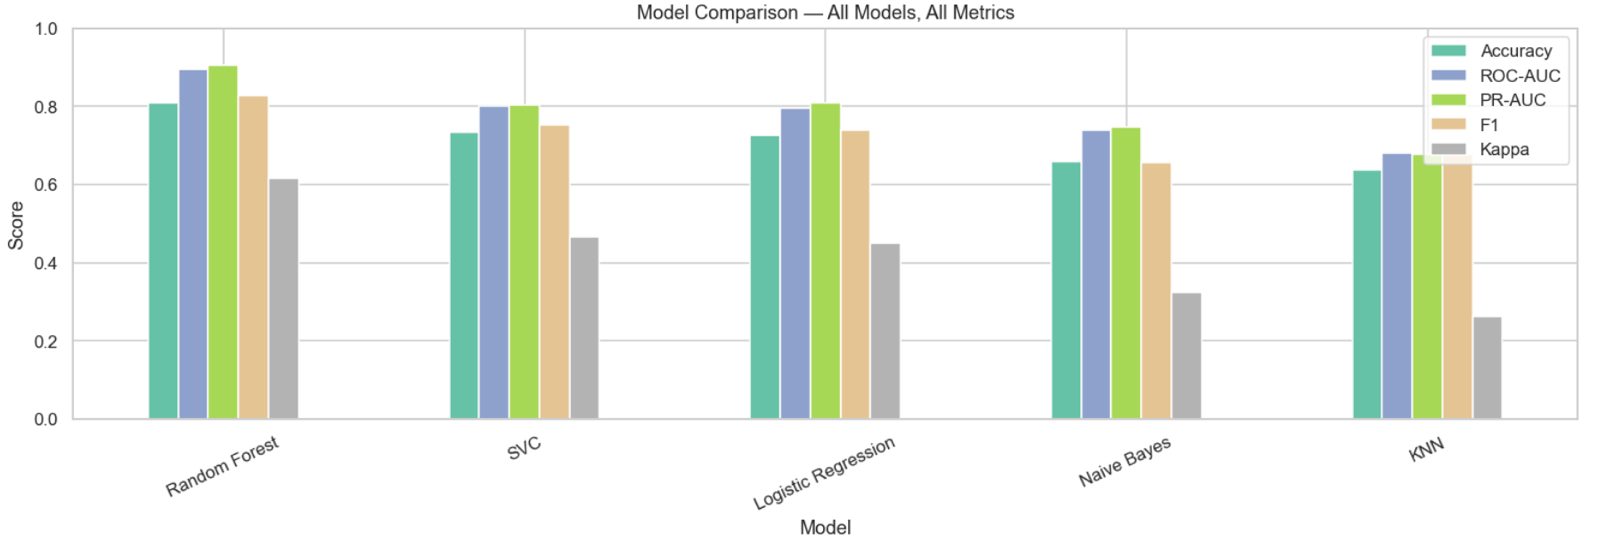 Model Comparison — All Models, All Metrics
1.0
0.8
0.6
0.4
0.2
0.0
Score
Accuracy
ROC-AUC
PR-AUC
F1
Kappa
Random Forest
SVC
Logistic Regression
Naive Bayes
KNN
Model